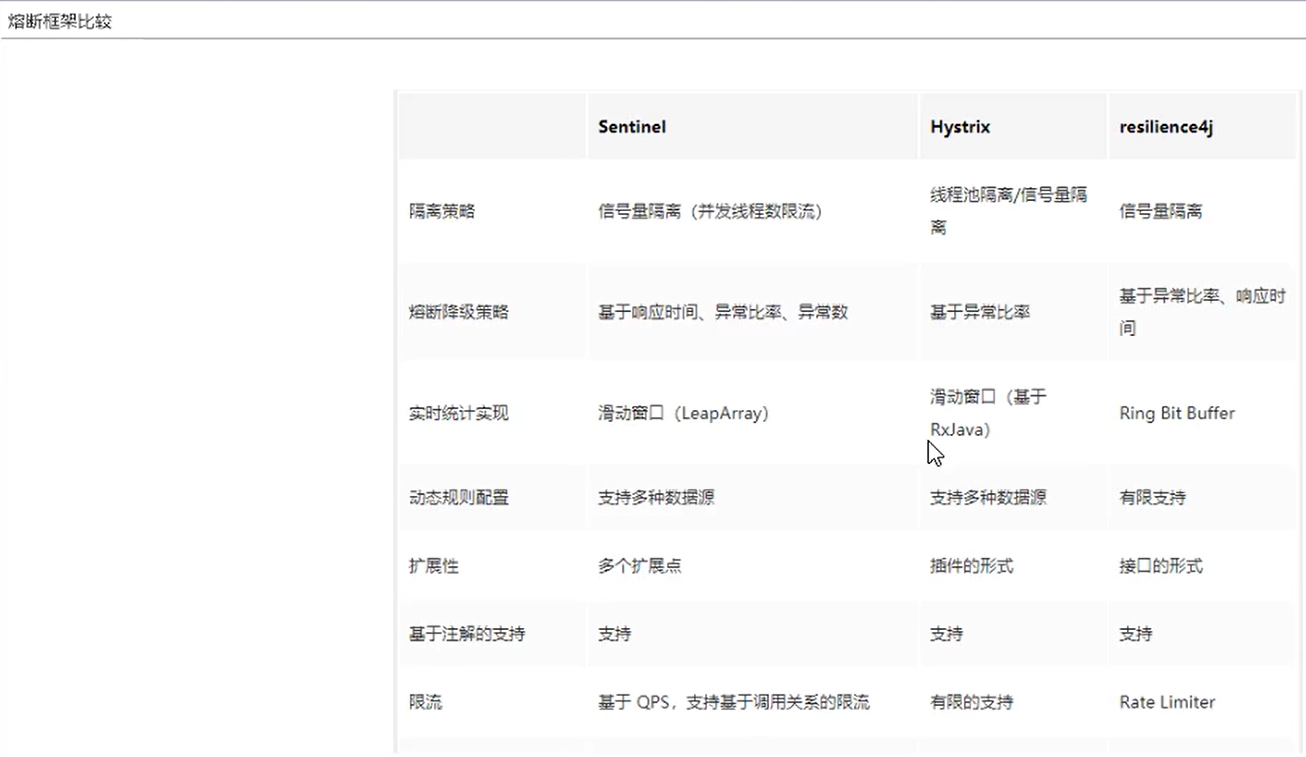 熔断框架比较
Sentinel Hystrix resilience4j
隔离策略 信号量隔离（并发线程数限流） 线程池隔离/信号量隔
离 信号量隔离
熔断降级策略 基于响应时间、异常比率、异常数 基于异常比率 基于异常比率、响应时
间
实时统计实现 滑动窗口（LeapArray） 滑动窗口（基于
RxJava） Ring Bit Buffer
动态规则配置 支持多种数据源 支持多种数据源 有限支持
扩展性 多个扩展点 插件的形式 接口的形式
基于注解的支持 支持 支持 支持
限流 基于 QPS，支持基于调用关系的限流 有限的支持 Rate Limiter